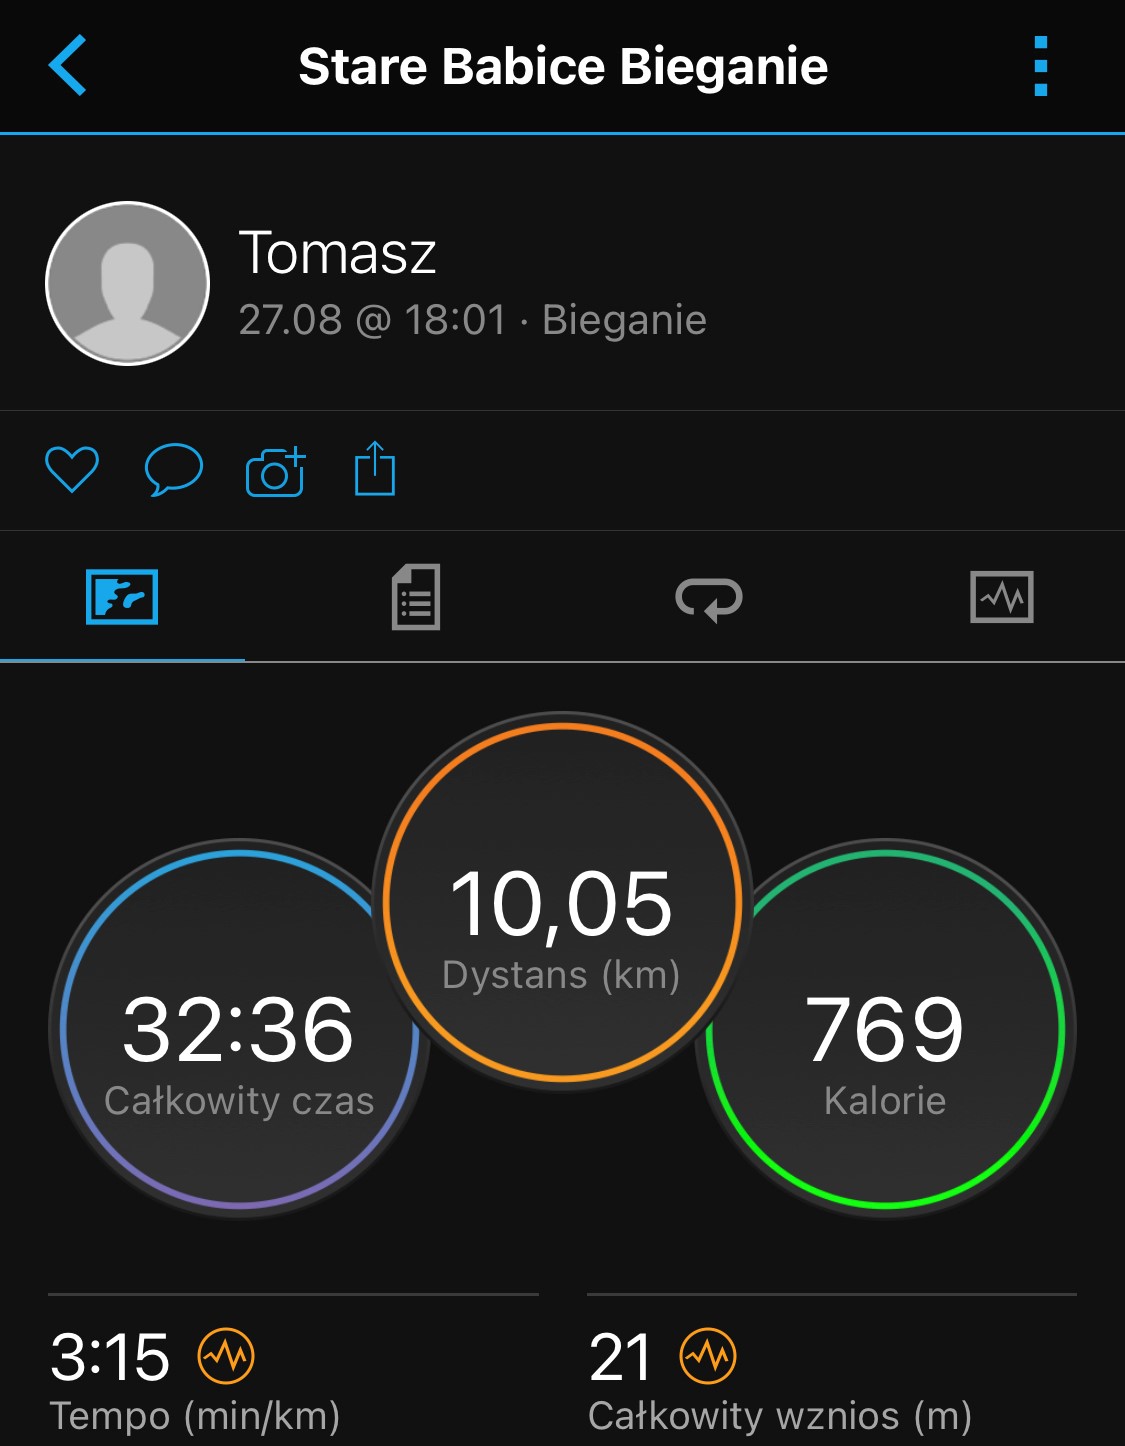 Stare Babice Bieganie
Tomasz
27.08 @ 18:01 · Bieganie
10,05
Dystans (km)
32:36
Całkowity czas
769
Kalorie
3:15
Tempo (min/km)
21
Całkowity wznios (m)